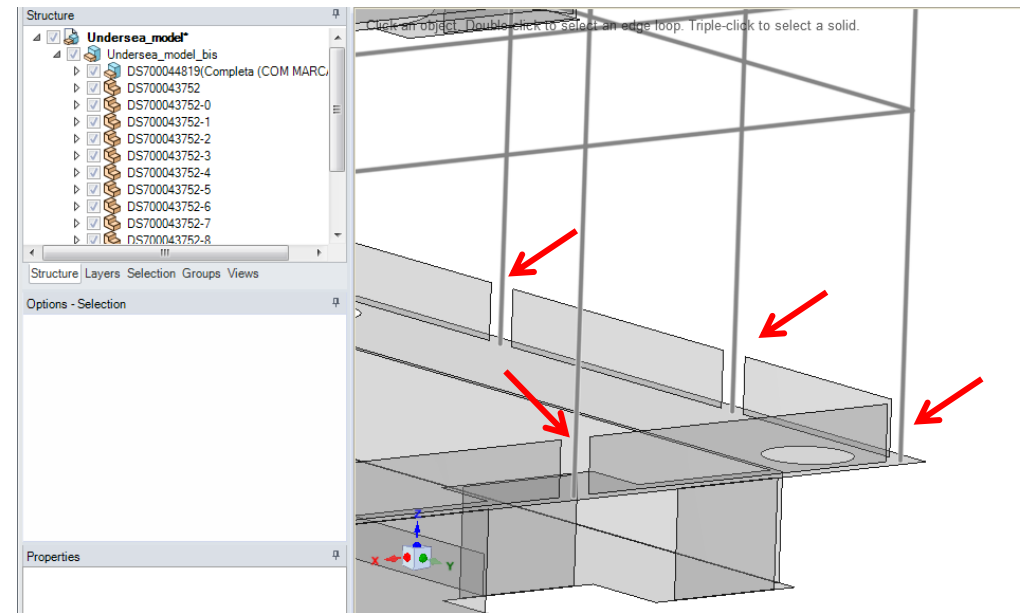 Structure
Undersea_model*
Undersea_model_bis
DS700044819(Completa (COM MARCA
DS700043752
DS700043752-0
DS700043752-1
DS700043752-2
DS700043752-3
DS700043752-4
DS700043752-5
DS700043752-6
DS700043752-7
DS700043752-8
Structure Layers Selection Groups Views
Options - Selection
Properties
Click an object. Double-click to select an edge loop. Triple-click to select a solid.
Z
X
Y